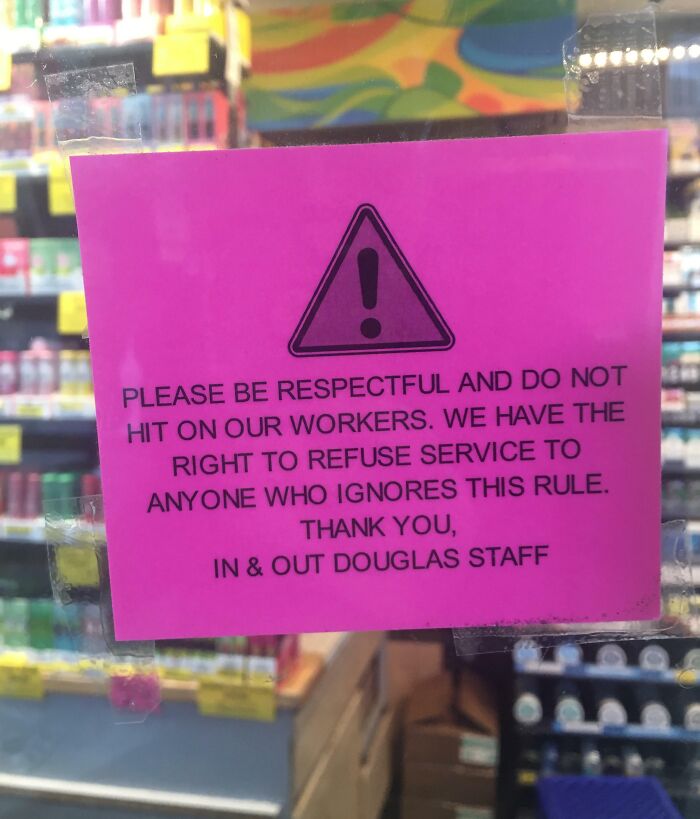 PLEASE BE RESPECTFUL AND DO NOT
HIT ON OUR WORKERS. WE HAVE THE
RIGHT TO REFUSE SERVICE TO
ANYONE WHO IGNORES THIS RULE.
THANK YOU,
IN & OUT DOUGLAS STAFF